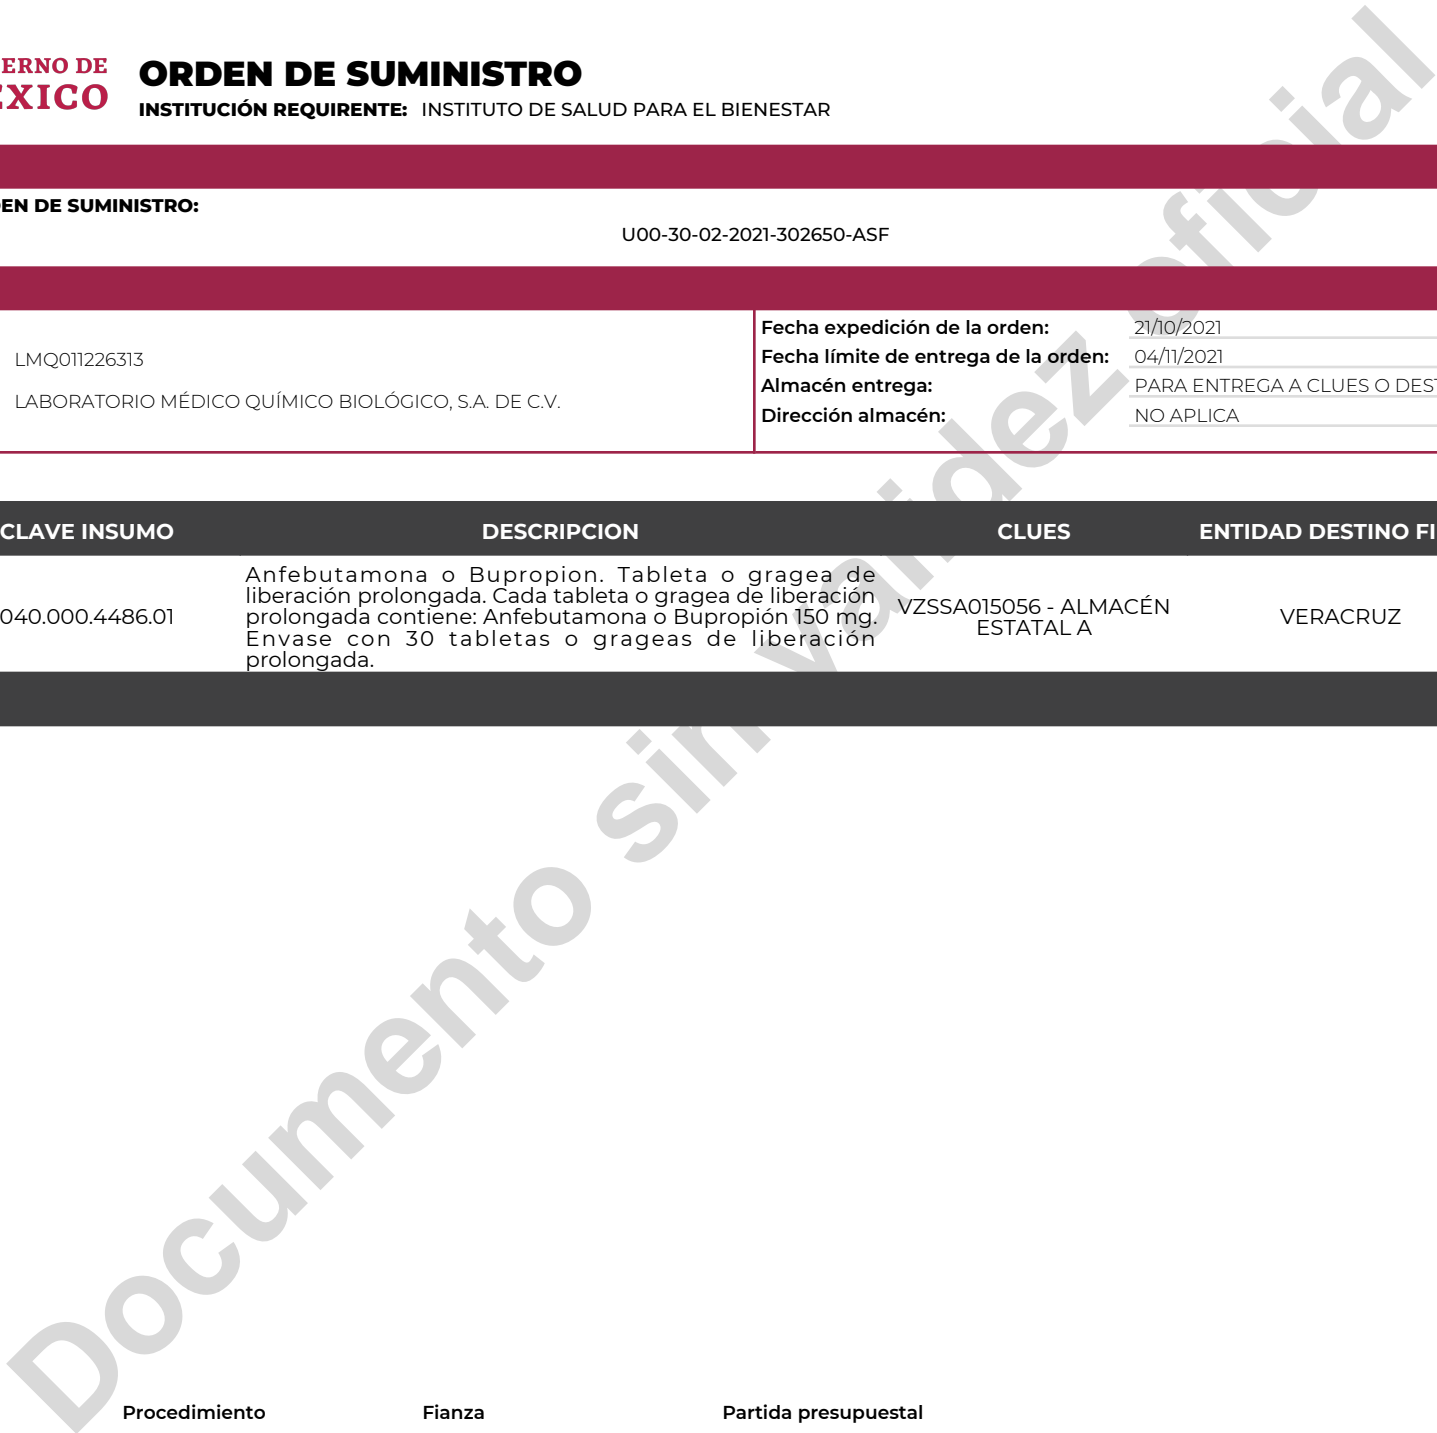 ERNO DE
EXICO
ORDEN DE SUMINISTRO
INSTITUCIÓN REQUIRENTE: INSTITUTO DE SALUD PARA EL BIENESTAR
EN DE SUMINISTRO:
U00-30-02-2021-302650-ASF
LMQ011226313
LABORATORIO MÉDICO QUÍMICO BIOLÓGICO, S.A. DE C.V.
Fecha expedición de la orden: 21/10/2021
Fecha límite de entrega de la orden: 04/11/2021
Almacén entrega: PARA ENTREGA A CLUES O DEST
Dirección almacén: NO APLICA
CLAVE INSUMO DESCRIPCION CLUES ENTIDAD DESTINO FI
040.000.4486.01
Anfebutamona o Bupropion. Tableta o gragea de
liberación prolongada. Cada tableta o gragea de liberación
prolongada contiene: Anfebutamona o Bupropión 150 mg.
Envase con 30 tabletas o grageas de liberación
prolongada.
VZSSA015056 - ALMACÉN
ESTATAL A
VERACRUZ
Documento sin validez oficial
Procedimiento Fianza Partida presupuestal